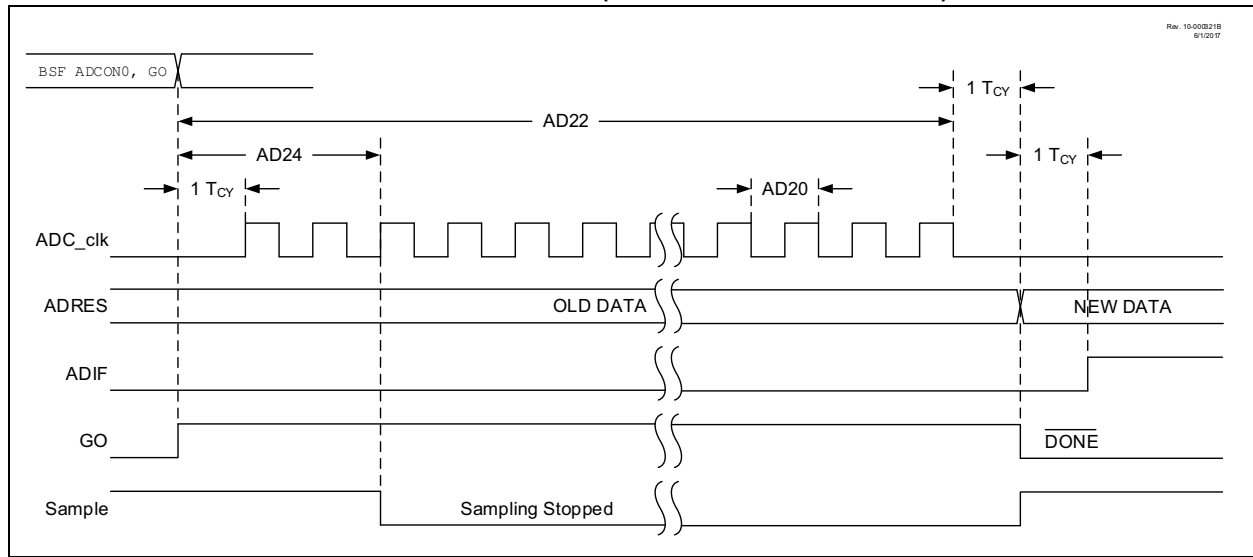 Rev. 10-000321B
6/1/2017
BSF ADCON0, GO
1 TCY
AD22
AD24
1 TCY
1 TCY
AD20
ADC_clk
ADRES
OLD DATA
NEW DATA
ADIF
GO
DONE
Sample
Sampling Stopped